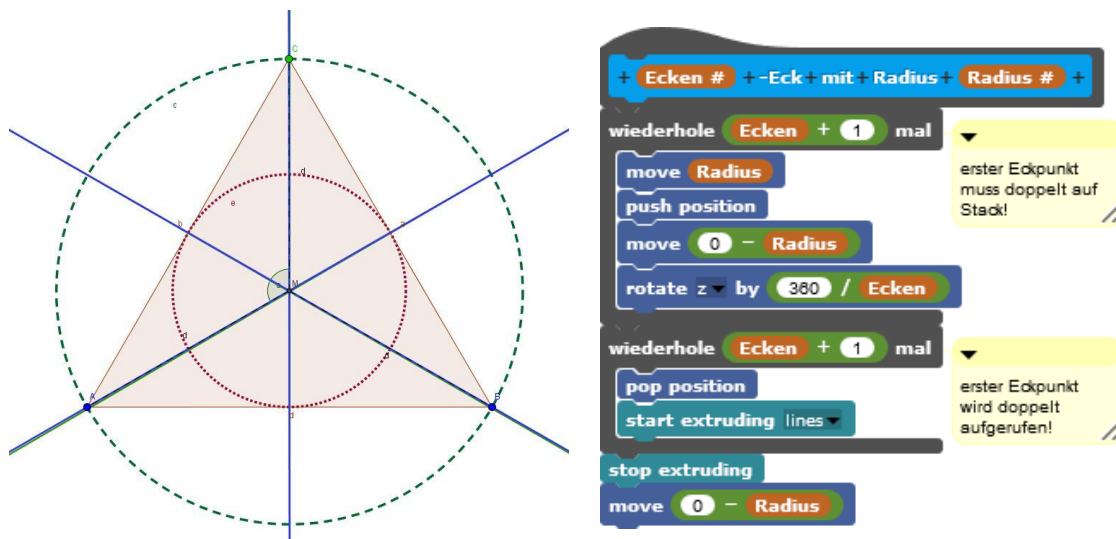 C
c
d
e
b
a
M
d
d
A
B
d
+ Ecken # + -Eck + mit + Radius + Radius # +
wiederhole Ecken + 1 mal
move Radius
push position
move 0 - Radius
rotate z by 360 / Ecken
erster Eckpunkt
muss doppelt auf
Stack!
wiederhole Ecken + 1 mal
pop position
start extruding lines
erster Eckpunkt
wird doppelt
aufgerufen!
stop extruding
move 0 - Radius